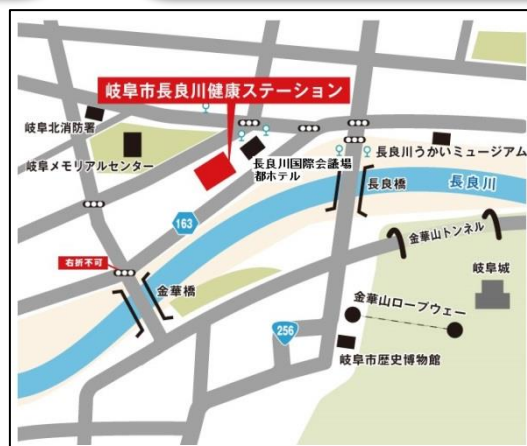 岐阜市長良川健康ステーション
岐阜北消防署
岐阜メモリアルセンター
長良川国際会議場
都ホテル
長良川うかいミュージアム
長良橋
長良川
163
右折不可
金華橋
金華山トンネル
岐阜城
金華山ロープウェー
256
岐阜市歴史博物館